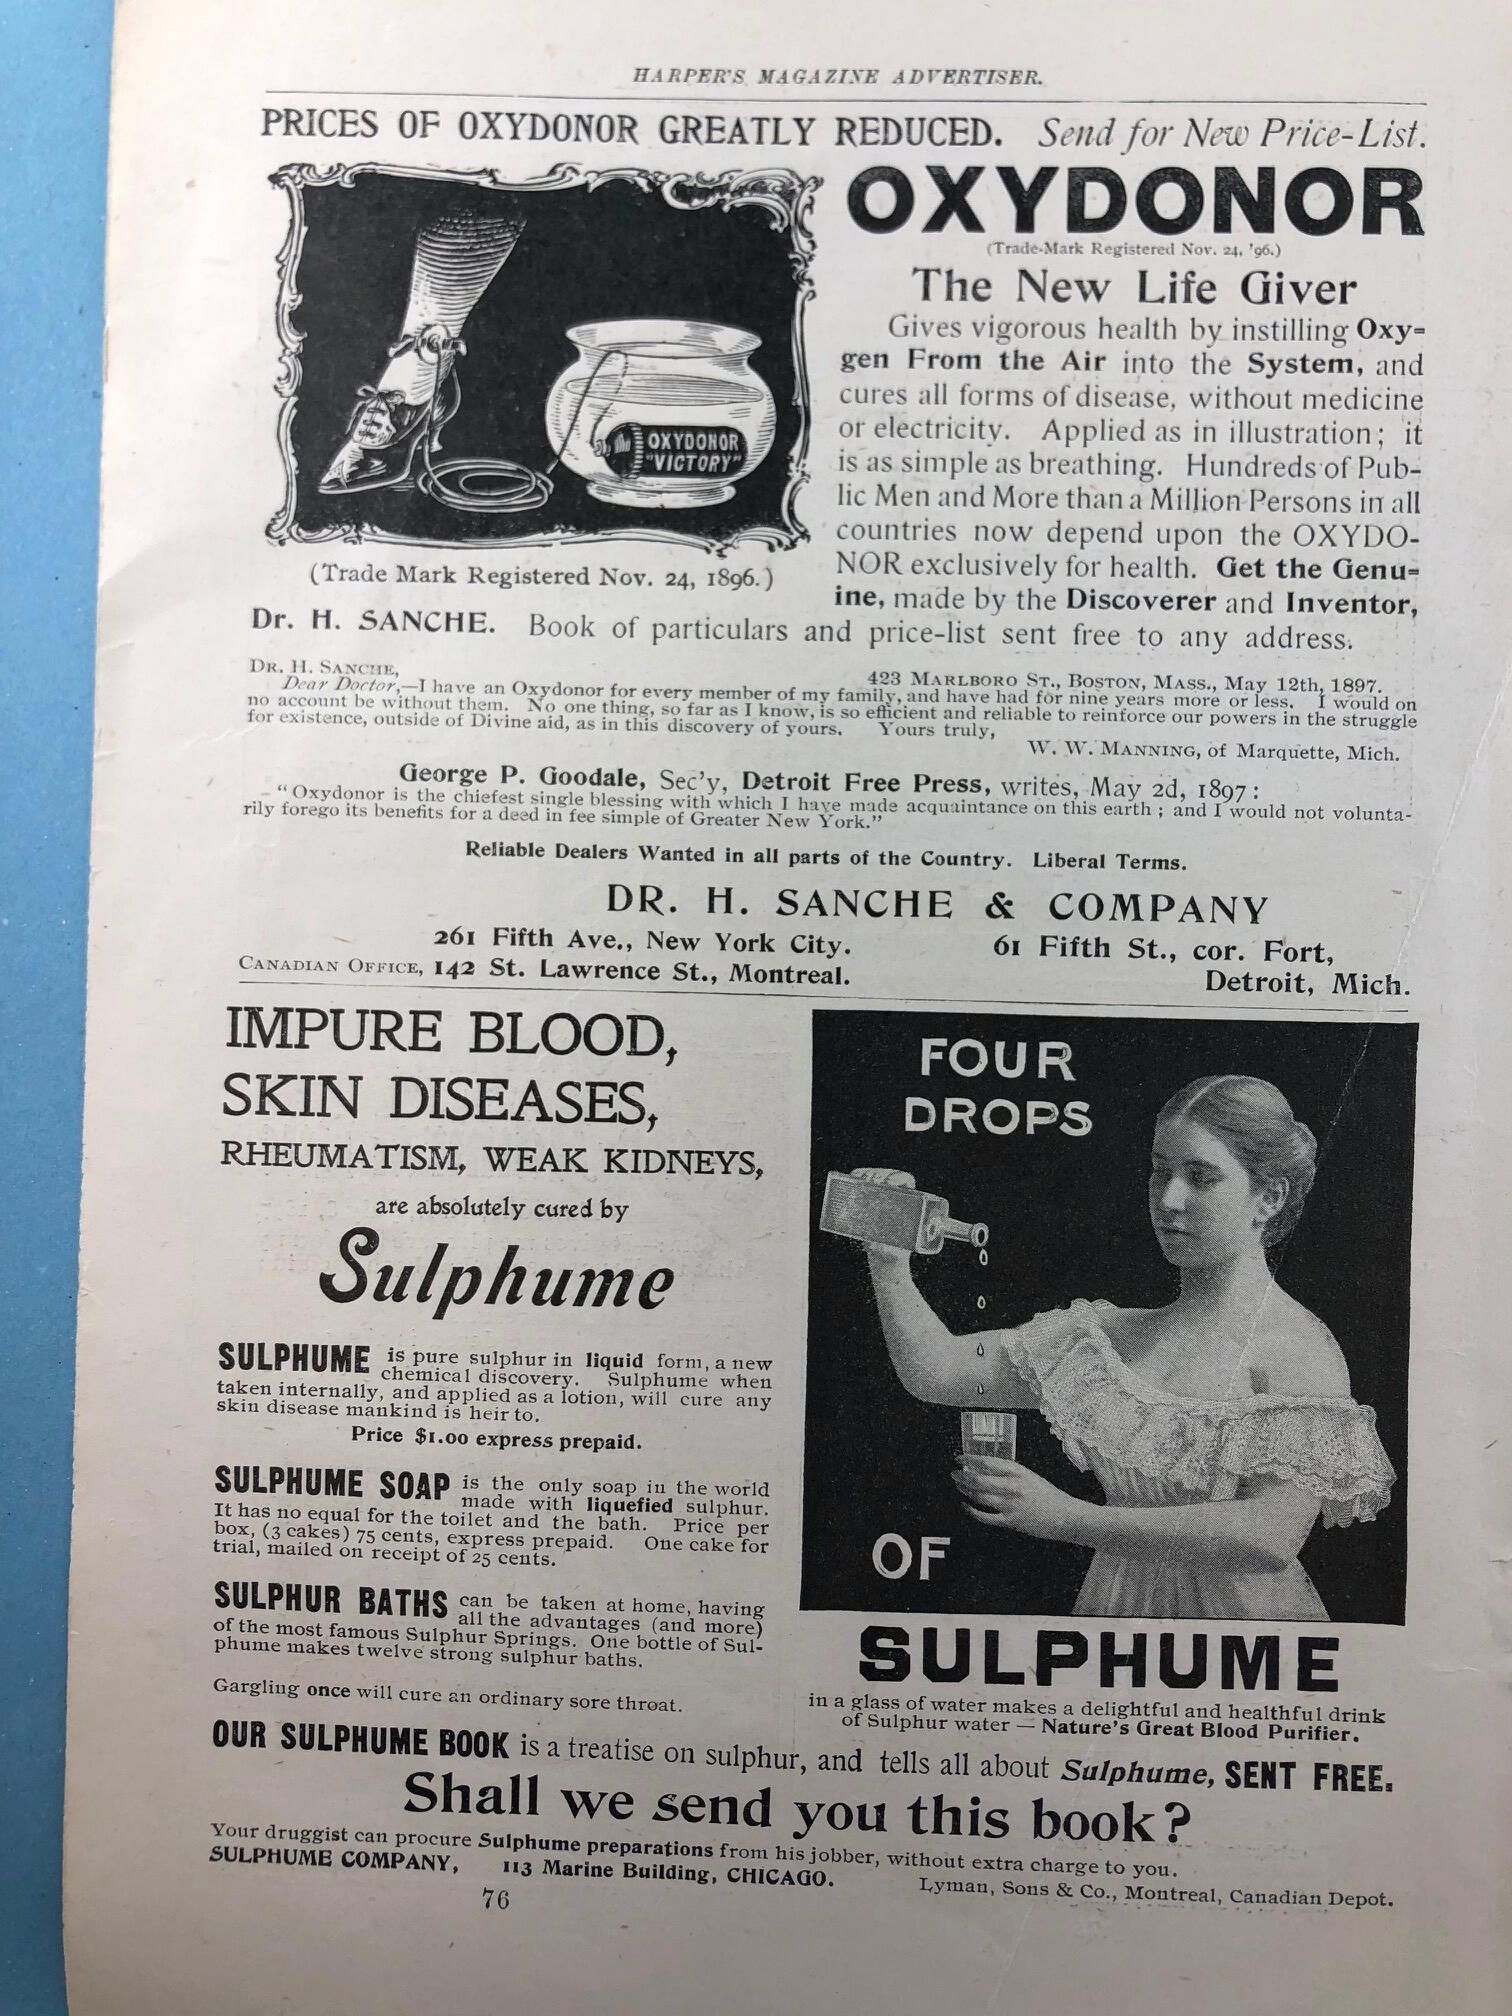 HARPER'S MAGAZINE ADVERTISER.
PRICES OF OXYDONOR GREATLY REDUCED. Send for New Price-List.
OXYDONOR "VICTORY"
(Trade Mark Registered Nov. 24, 1896.)
OXYDONOR
(Trade-Mark Registered Nov. 24, '96.)
The New Life Giver
Gives vigorous health by instilling Oxy-
gen From the Air into the System, and
cures all forms of disease, without medicine
or electricity. Applied as in illustration; it
is as simple as breathing. Hundreds of Pub-
lic Men and More than a Million Persons in all
countries now depend upon the OXYDO-
NOR exclusively for health. Get the Genu-
ine, made by the Discoverer and Inventor,
Dr. H. SANCHE. Book of particulars and price-list sent free to any address.
DR. H. SANCHE, 423 MARLBORO ST., BOSTON, MASS., May 12th, 1897.
Dear Doctor,—I have an Oxydonor for every member of my family, and have had for nine years more or less. I would on
no account be without them. No one thing, so far as I know, is so efficient and reliable to reinforce our powers in the struggle
for existence, outside of Divine aid, as in this discovery of yours. Yours truly,
W. W. MANNING, of Marquette, Mich.
George P. Goodale, Sec'y, Detroit Free Press, writes, May 2d, 1897:
"Oxydonor is the chiefest single blessing with which I have made acquaintance on this earth; and I would not volunta-
rily forego its benefits for a deed in fee simple of Greater New York."
Reliable Dealers Wanted in all parts of the Country. Liberal Terms.
DR. H. SANCHE & COMPANY
261 Fifth Ave., New York City. 61 Fifth St., cor. Fort,
CANADIAN OFFICE, 142 St. Lawrence St., Montreal. Detroit, Mich.
IMPURE BLOOD,
SKIN DISEASES,
RHEUMATISM, WEAK KIDNEYS,
are absolutely cured by
Sulphume
SULPHUME is pure sulphur in liquid form, a new
chemical discovery. Sulphume when
taken internally, and applied as a lotion, will cure any
skin disease mankind is heir to.
Price $1.00 express prepaid.
SULPHUME SOAP is the only soap in the world
made with liquefied sulphur.
It has no equal for the toilet and the bath. Price per
box, (3 cakes) 75 cents, express prepaid. One cake for
trial, mailed on receipt of 25 cents.
SULPHUR BATHS can be taken at home, having
all the advantages (and more)
of the most famous Sulphur Springs. One bottle of Sul-
phume makes twelve strong sulphur baths.
Gargling once will cure an ordinary sore throat.
FOUR
DROPS
OF
SULPHUME
in a glass of water makes a delightful and healthful drink
of Sulphur water — Nature's Great Blood Purifier.
OUR SULPHUME BOOK is a treatise on sulphur, and tells all about Sulphume, SENT FREE.
Shall we send you this book?
Your druggist can procure Sulphume preparations from his jobber, without extra charge to you.
SULPHUME COMPANY, 113 Marine Building, CHICAGO.
Lyman, Sons & Co., Montreal, Canadian Depot.
76